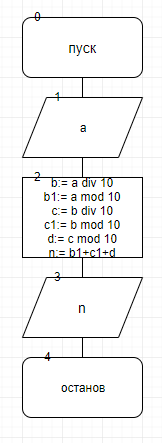 0
пуск
1
a
2
b:= a div 10
b1:= a mod 10
c:= b div 10
c1:= b mod 10
d:= c mod 10
n:= b1+c1+d
3
n
4
останов